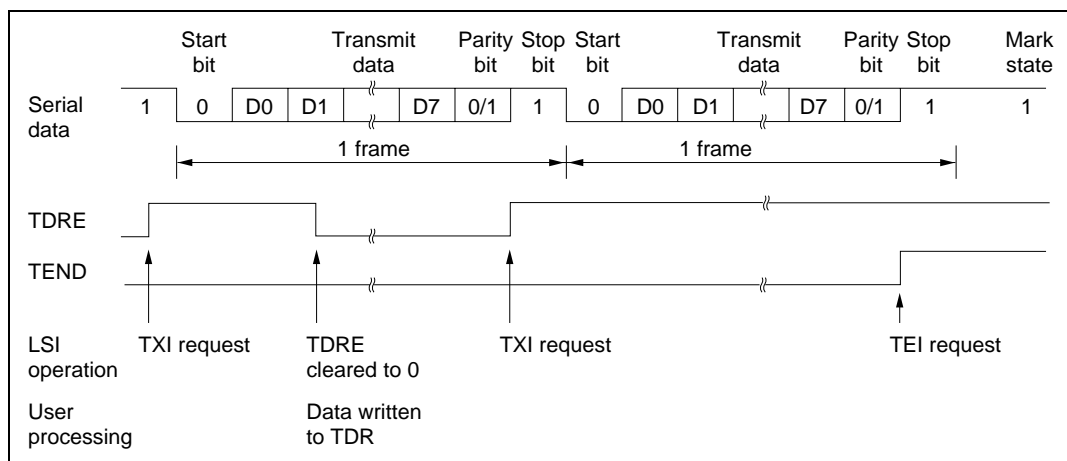 Start bit
Transmit data
Parity bit
Stop bit
Start bit
Transmit data
Parity bit
Stop bit
Mark state
Serial data
1 0 D0 D1 D7 0/1 1 0 D0 D1 D7 0/1 1 1
1 frame
1 frame
TDRE
TEND
LSI operation
TXI request
TDRE cleared to 0
TXI request
TEI request
User processing
Data written to TDR